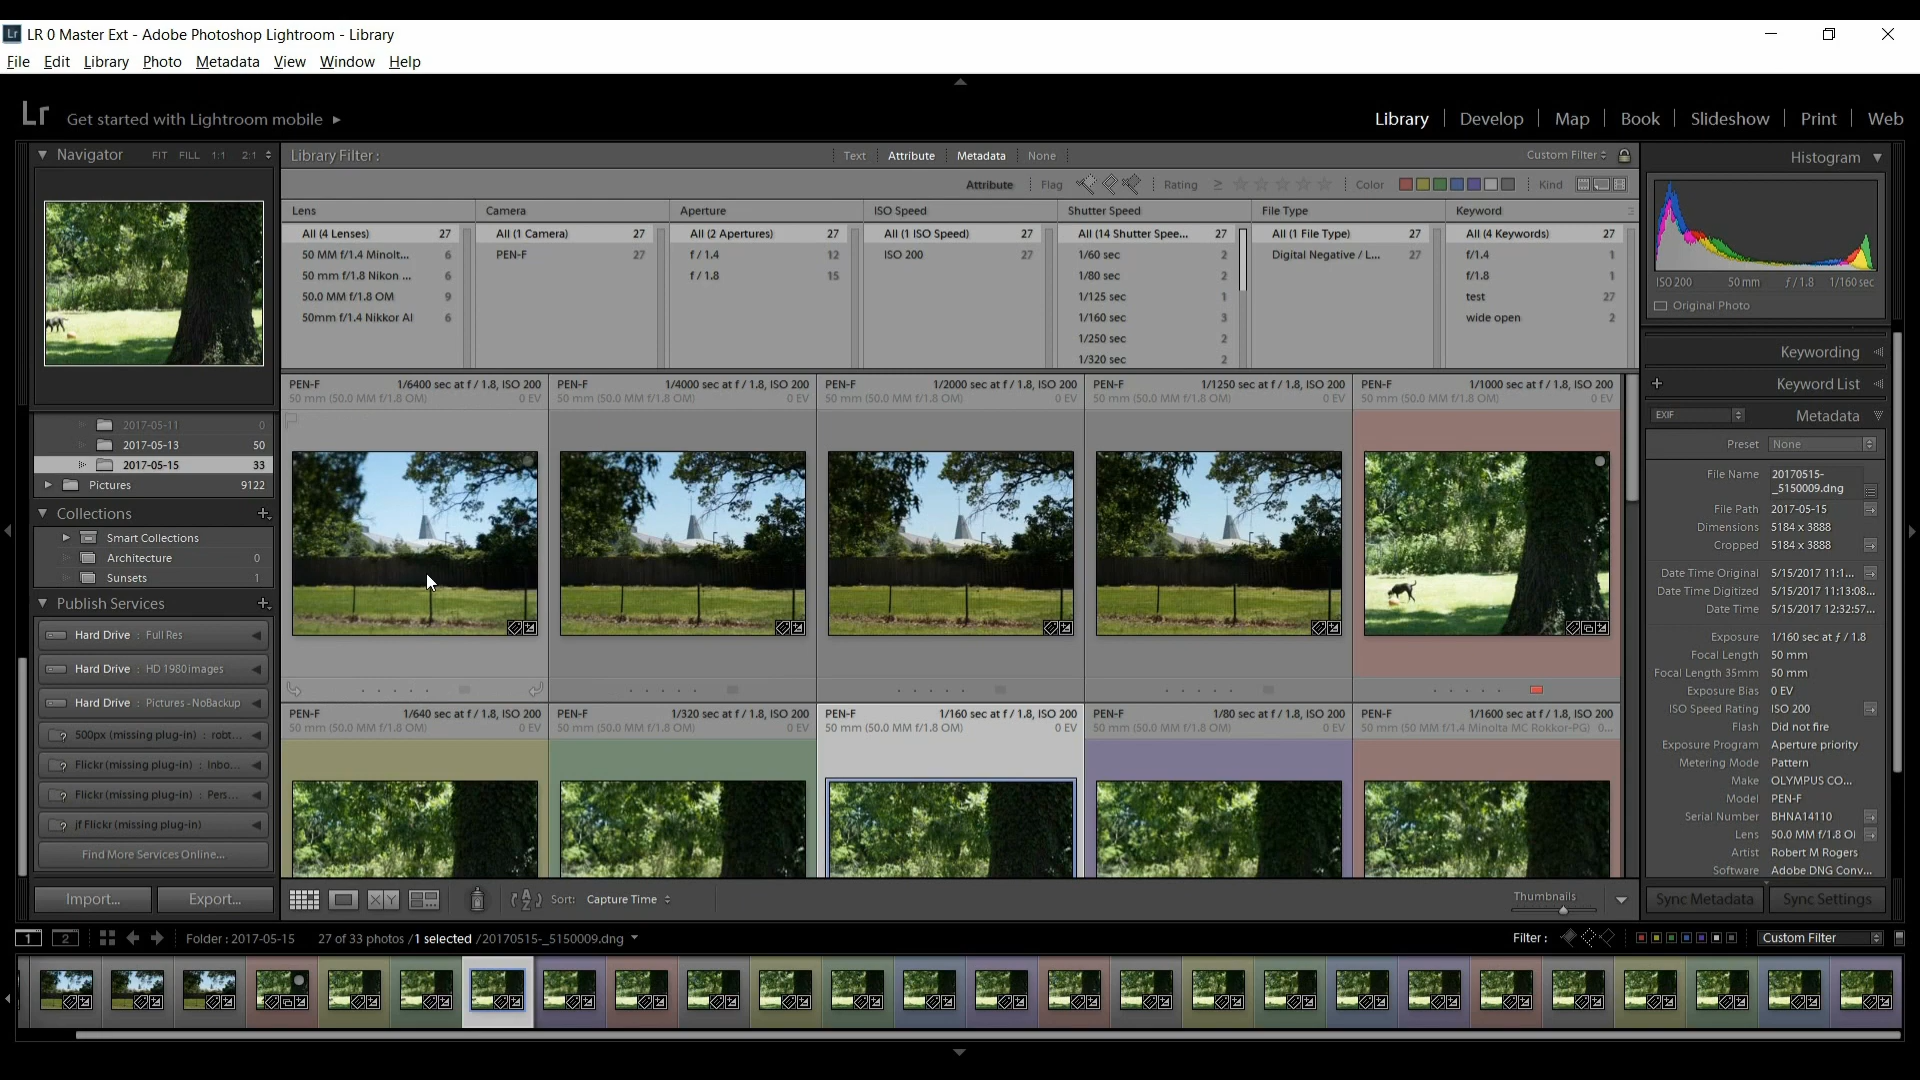 LR 0 Master Ext - Adobe Photoshop Lightroom - Library
File Edit Library Photo Metadata View Window Help
Lr Get started with Lightroom mobile
Library Develop Map Book Slideshow Print Web
Navigator FIT FILL 1:1 2:1
Library Filter: Text Attribute Metadata None Custom Filter
Histogram
Attribute Flag Rating ≥ Color Kind
Lens Camera Aperture ISO Speed Shutter Speed File Type Keyword
All (4 Lenses) 27 All (1 Camera) 27 All (2 Apertures) 27 All (1 ISO Speed) 27 All (14 Shutter Spee... 27 All (1 File Type) 27 All (4 Keywords) 27
50 MM f/1.4 Minolt... 6 PEN-F 27 f / 1.4 12 ISO 200 27 1/60 sec 2 Digital Negative / L... 27 f/1.4 1
50 mm f/1.8 Nikon ... 6 f / 1.8 15 1/80 sec 2 f/1.8 1
50.0 MM f/1.8 OM 9 1/125 sec 1 test 27
50mm f/1.4 Nikkor AI 6 1/160 sec 3 wide open 2
1/250 sec 2
1/320 sec 2
ISO 200 50 mm f / 1.8 1/160 sec
Original Photo
Keywording
Keyword List
EXIF Metadata
Preset None
File Name 20170515-
_5150009.dng
File Path 2017-05-15
Dimensions 5184 x 3888
Cropped 5184 x 3888
Date Time Original 5/15/2017 11:1...
Date Time Digitized 5/15/2017 11:13:08...
Date Time 5/15/2017 12:32:57...
Exposure 1/160 sec at f / 1.8
Focal Length 50 mm
Focal Length 35mm 50 mm
Exposure Bias 0 EV
ISO Speed Rating ISO 200
Flash Did not fire
Exposure Program Aperture priority
Metering Mode Pattern
Make OLYMPUS CO...
Model PEN-F
Serial Number BHNA14110
Lens 50.0 MM f/1.8 O
Artist Robert M Rogers
Software Adobe DNG Conv...
Sync Metadata Sync Settings
2017-05-11 0
2017-05-13 50
2017-05-15 33
Pictures 9122
Collections
Smart Collections
Architecture 0
Sunsets 1
Publish Services
Hard Drive : Full Res
Hard Drive : HD 1980images
Hard Drive : Pictures - NoBackup
500px (missing plug-in) : robt...
Flickr (missing plug-in) : Inbo...
Flickr (missing plug-in) : Pers...
jf Flickr (missing plug-in)
Find More Services Online...
Import... Export...
PEN-F 1/6400 sec at f / 1.8, ISO 200 PEN-F 1/4000 sec at f / 1.8, ISO 200 PEN-F 1/2000 sec at f / 1.8, ISO 200 PEN-F 1/1250 sec at f / 1.8, ISO 200 PEN-F 1/1000 sec at f / 1.8, ISO 200
50 mm (50.0 MM f/1.8 OM) 0 EV 50 mm (50.0 MM f/1.8 OM) 0 EV 50 mm (50.0 MM f/1.8 OM) 0 EV 50 mm (50.0 MM f/1.8 OM) 0 EV 50 mm (50.0 MM f/1.8 OM) 0 EV
PEN-F 1/640 sec at f / 1.8, ISO 200 PEN-F 1/320 sec at f / 1.8, ISO 200 PEN-F 1/160 sec at f / 1.8, ISO 200 PEN-F 1/80 sec at f / 1.8, ISO 200 PEN-F 1/1600 sec at f / 1.8, ISO 200
50 mm (50.0 MM f/1.8 OM) 0 EV 50 mm (50.0 MM f/1.8 OM) 0 EV 50 mm (50.0 MM f/1.8 OM) 0 EV 50 mm (50.0 MM f/1.8 OM) 0 EV 50 mm (50 MM f/1.4 Minolta MC Rokkor-PG) 0...
XY AZ Sort: Capture Time Thumbnails
1 2 Folder : 2017-05-15 27 of 33 photos / 1 selected / 20170515-_5150009.dng Filter : Custom Filter